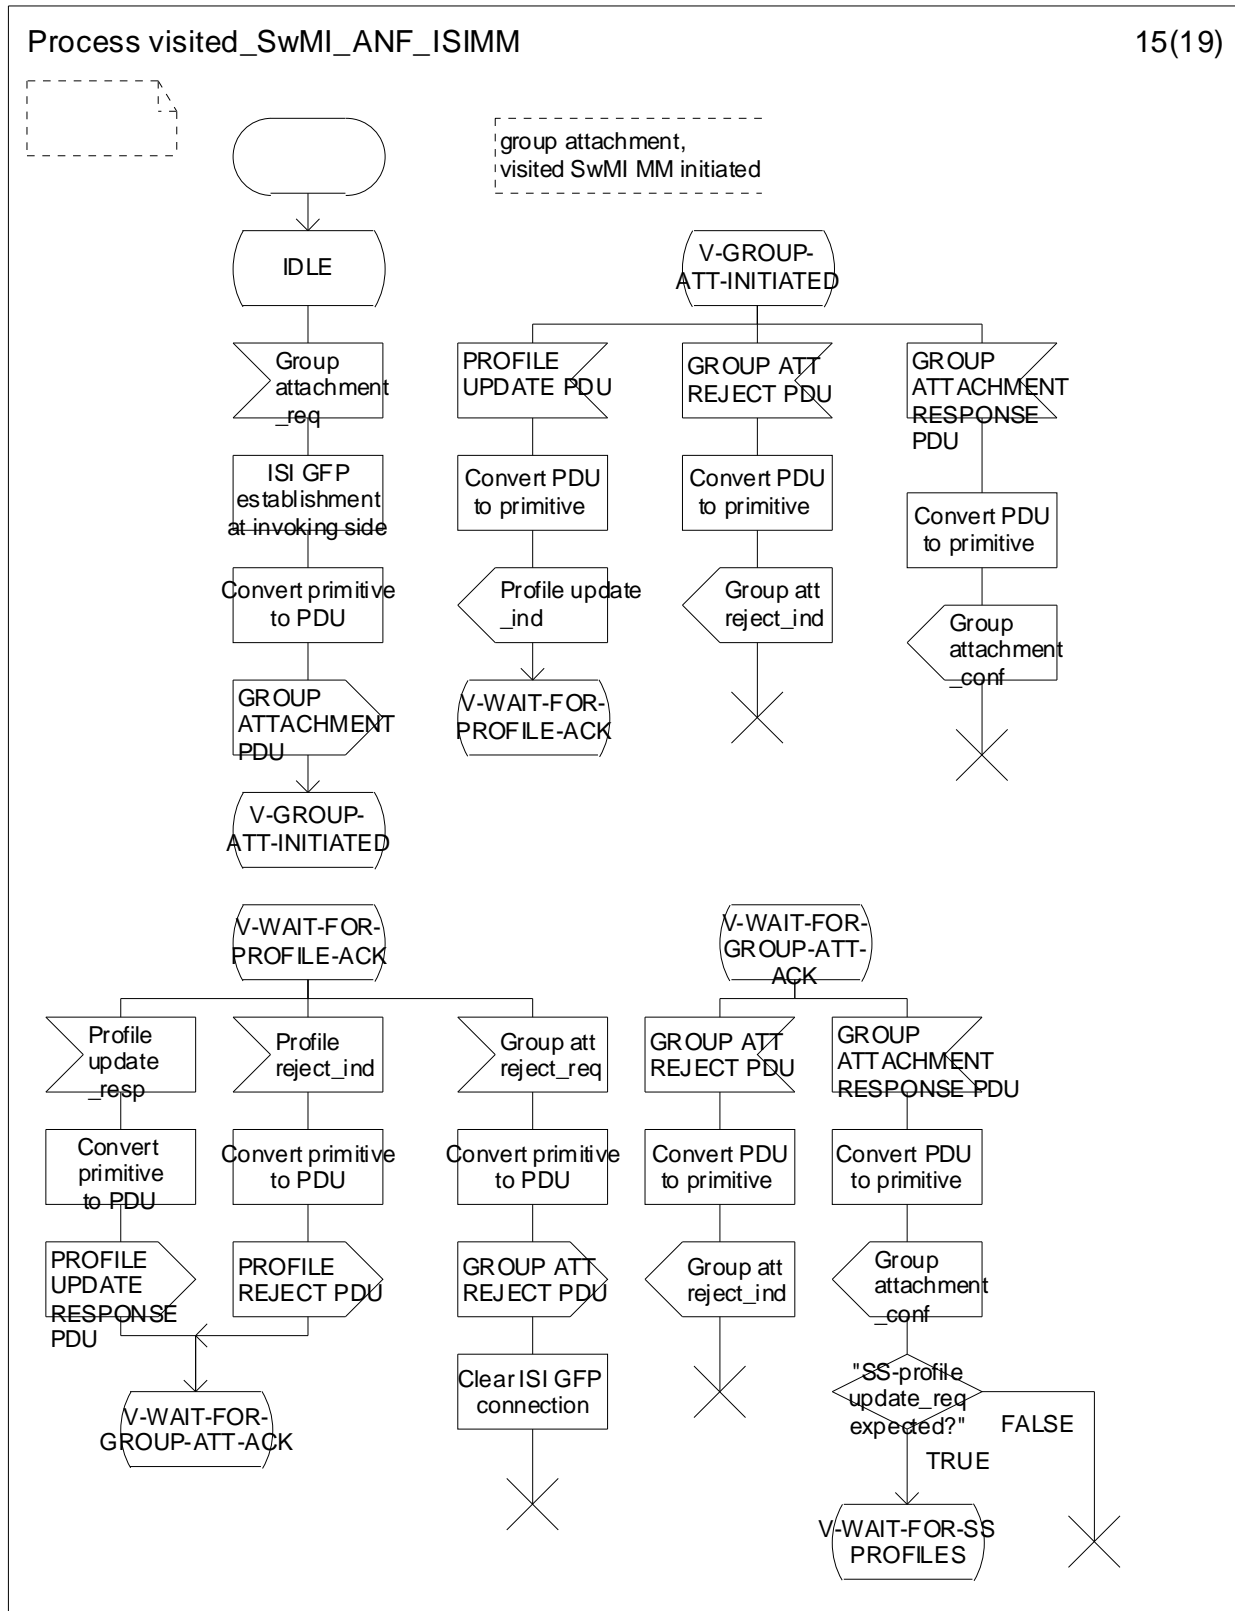 Process visited_SwMI_ANF_ISIMM
15(19)
group attachment,
visited SwMI MM initiated
IDLE
Group
attachment
_req
ISI GFP
establishment
at invoking side
Convert primitive
to PDU
GROUP
ATTACHMENT
PDU
V-GROUP-
ATT-INITIATED
V-GROUP-
ATT-INITIATED
PROFILE
UPDATE PDU
Convert PDU
to primitive
Profile update
_ind
V-WAIT-FOR-
PROFILE-ACK
GROUP ATT
REJECT PDU
Convert PDU
to primitive
Group att
reject_ind
GROUP
ATTACHMENT
RESPONSE
PDU
Convert PDU
to primitive
Group
attachment
_conf
V-WAIT-FOR-
PROFILE-ACK
Profile
update
_resp
Convert
primitive
to PDU
PROFILE
UPDATE
RESPONSE
PDU
Profile
reject_ind
Convert primitive
to PDU
PROFILE
REJECT PDU
V-WAIT-FOR-
GROUP-ATT-ACK
Group att
reject_req
Convert primitive
to PDU
GROUP ATT
REJECT PDU
Clear ISI GFP
connection
V-WAIT-FOR-
GROUP-ATT-
ACK
GROUP ATT
REJECT PDU
Convert PDU
to primitive
Group att
reject_ind
GROUP
ATTACHMENT
RESPONSE PDU
Convert PDU
to primitive
Group
attachment
_conf
"SS-profile
update_req
expected?"
FALSE
TRUE
V-WAIT-FOR-SS
PROFILES